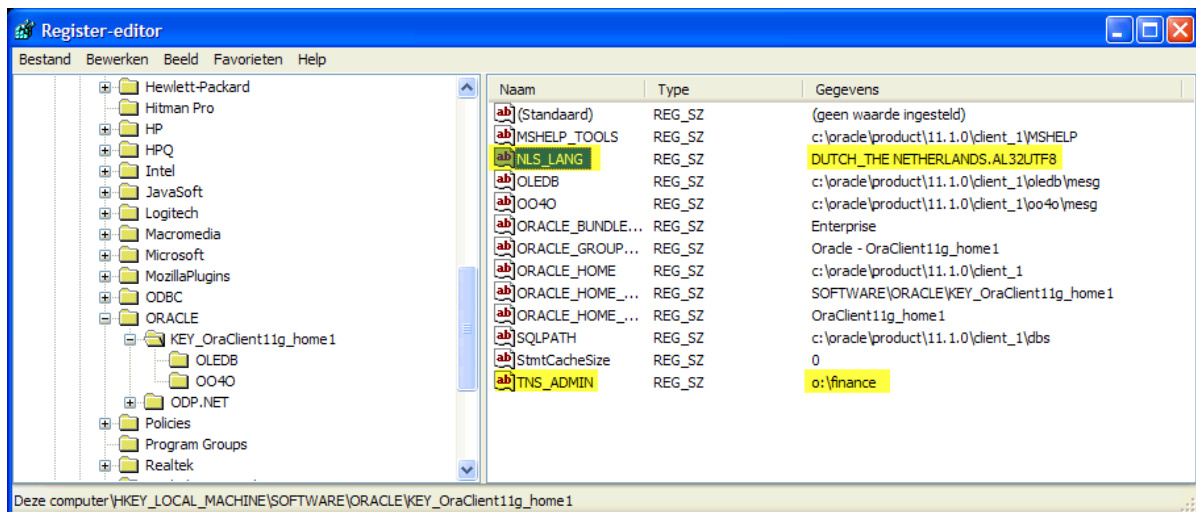 Register-editor
Bestand Bewerken Beeld Favorieten Help
Hewlett-Packard
Hitman Pro
HP
HPQ
Intel
JavaSoft
Logitech
Macromedia
Microsoft
MozillaPlugins
ODBC
ORACLE
KEY_OraClient11g_home1
OLEDB
OO4O
ODP.NET
Policies
Program Groups
Realtek
Naam Type Gegevens
(Standaard) REG_SZ (geen waarde ingesteld)
MSHELP_TOOLS REG_SZ c:\oracle\product\11.1.0\client_1\MSHELP
NLS_LANG REG_SZ DUTCH_THE NETHERLANDS.AL32UTF8
OLEDB REG_SZ c:\oracle\product\11.1.0\client_1\oledb\mesg
OO4O REG_SZ c:\oracle\product\11.1.0\client_1\oo4o\mesg
ORACLE_BUNDLE... REG_SZ Enterprise
ORACLE_GROUP... REG_SZ Oracle - OraClient11g_home1
ORACLE_HOME REG_SZ c:\oracle\product\11.1.0\client_1
ORACLE_HOME_... REG_SZ SOFTWARE\ORACLE\KEY_OraClient11g_home1
ORACLE_HOME_... REG_SZ OraClient11g_home1
SQLPATH REG_SZ c:\oracle\product\11.1.0\client_1\dbs
StmtCacheSize REG_SZ 0
TNS_ADMIN REG_SZ o:\finance
Deze computer\HKEY_LOCAL_MACHINE\SOFTWARE\ORACLE\KEY_OraClient11g_home1